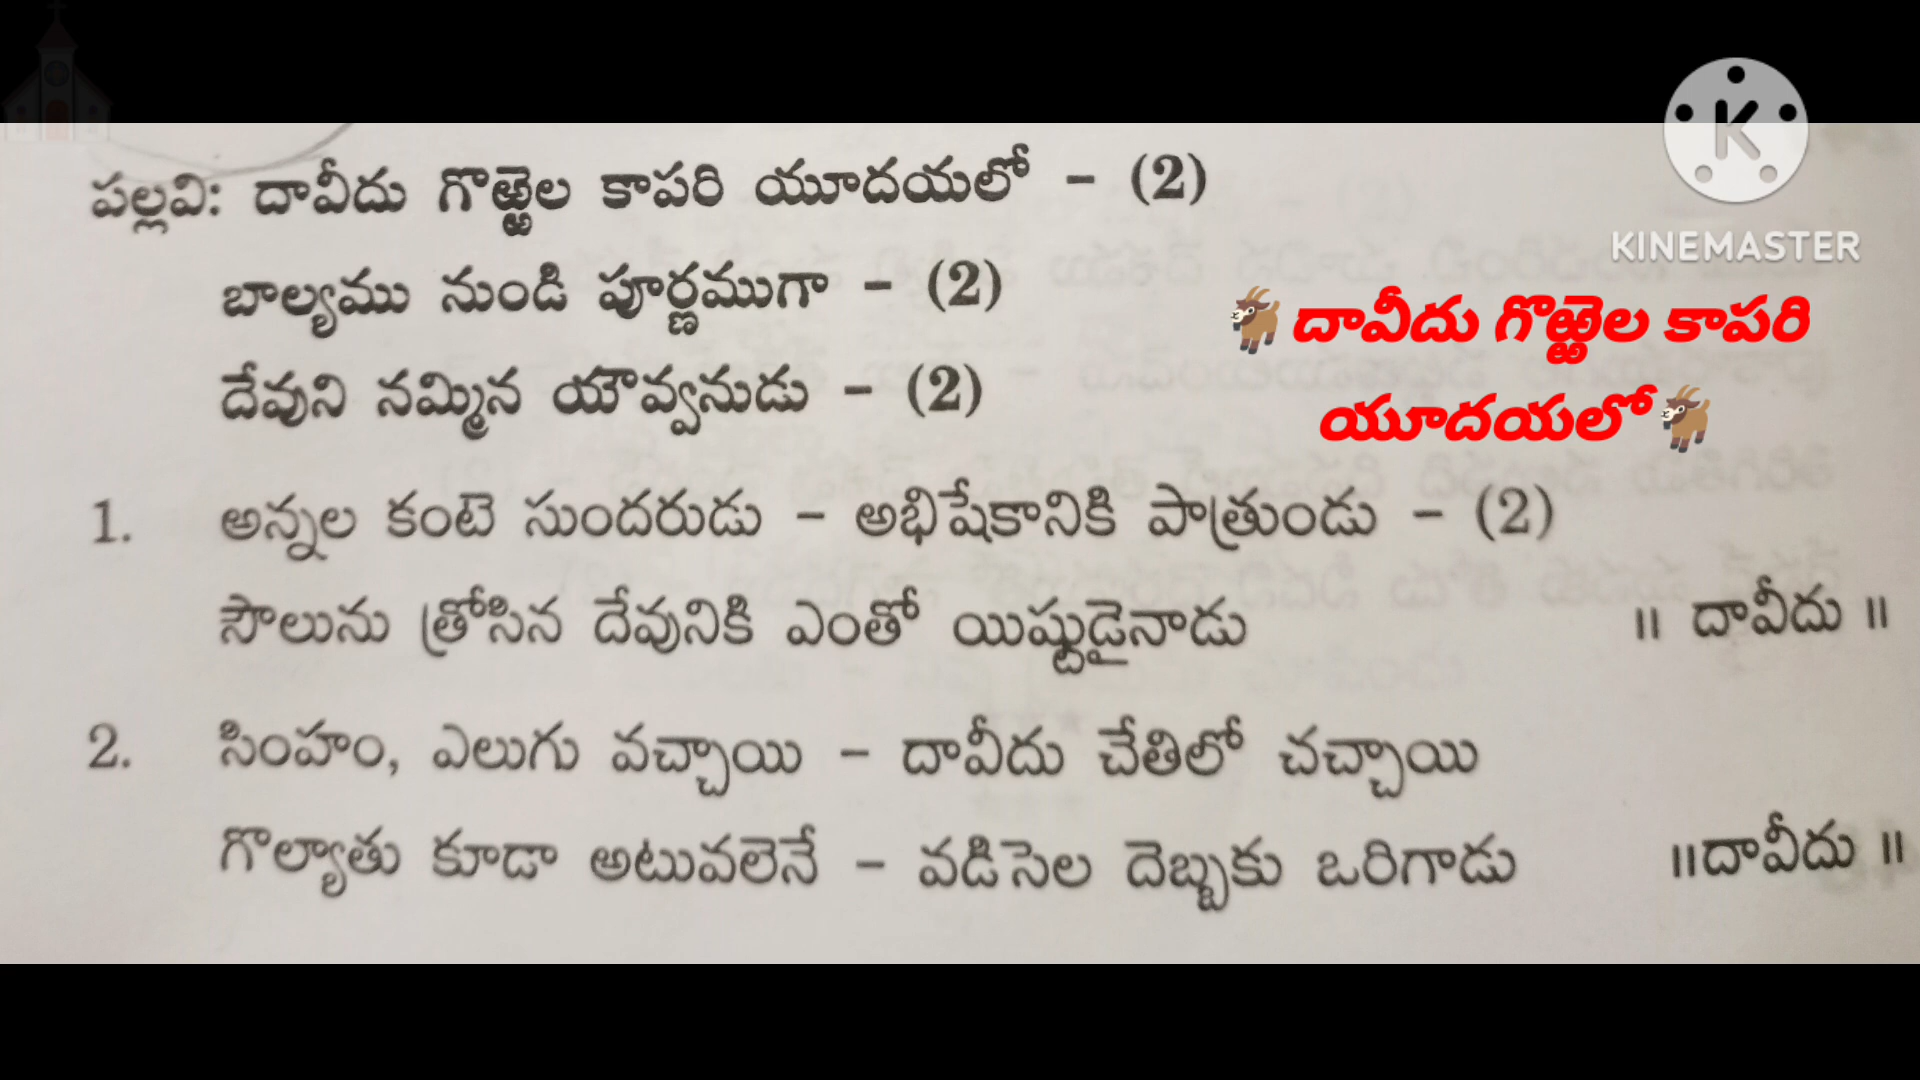 పల్లవి: దావీదు గొఱ్ఱెల కాపరి యూదయలో - (2)
బాల్యము నుండి పూర్ణముగా - (2)
దేవుని నమ్మిన యౌవ్వనుడు - (2)
KINEMASTER
దావీదు గొఱ్ఱెల కాపరి
యూదయలో
1. అన్నల కంటె సుందరుడు - అభిషేకానికి పాత్రుండు - (2)
సౌలును త్రోసిన దేవునికి ఎంతో యిష్టుడైనాడు ॥ దావీదు ॥
2. సింహం, ఎలుగు వచ్చాయి - దావీదు చేతిలో చచ్చాయి
గొల్యాతు కూడా అటువలెనే - వడిసెల దెబ్బకు ఒరిగాడు ॥దావీదు ॥